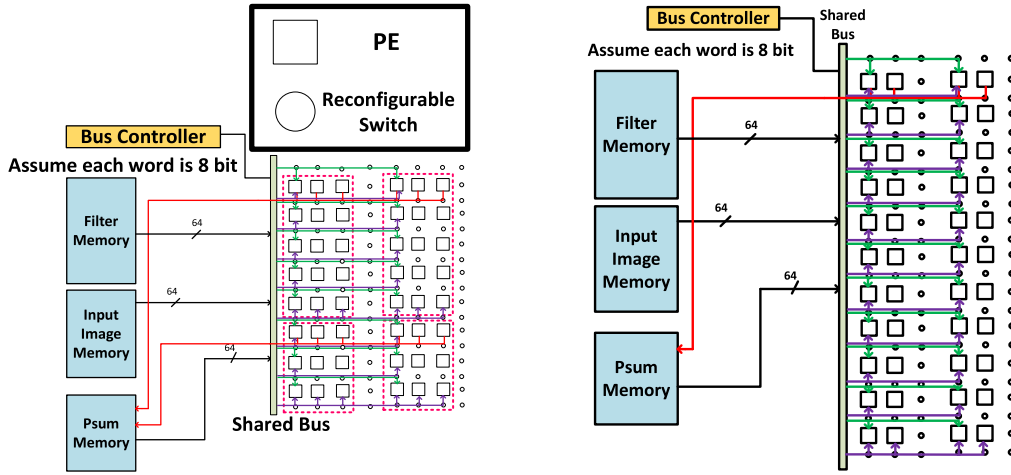 PE
Reconfigurable
Switch
Bus Controller
Assume each word is 8 bit
Filter
Memory
64
Input
Image
Memory
64
64
Psum
Memory
Shared Bus
Bus Controller
Shared
Bus
Assume each word is 8 bit
Filter
Memory
64
Input
Image
Memory
64
64
Psum
Memory